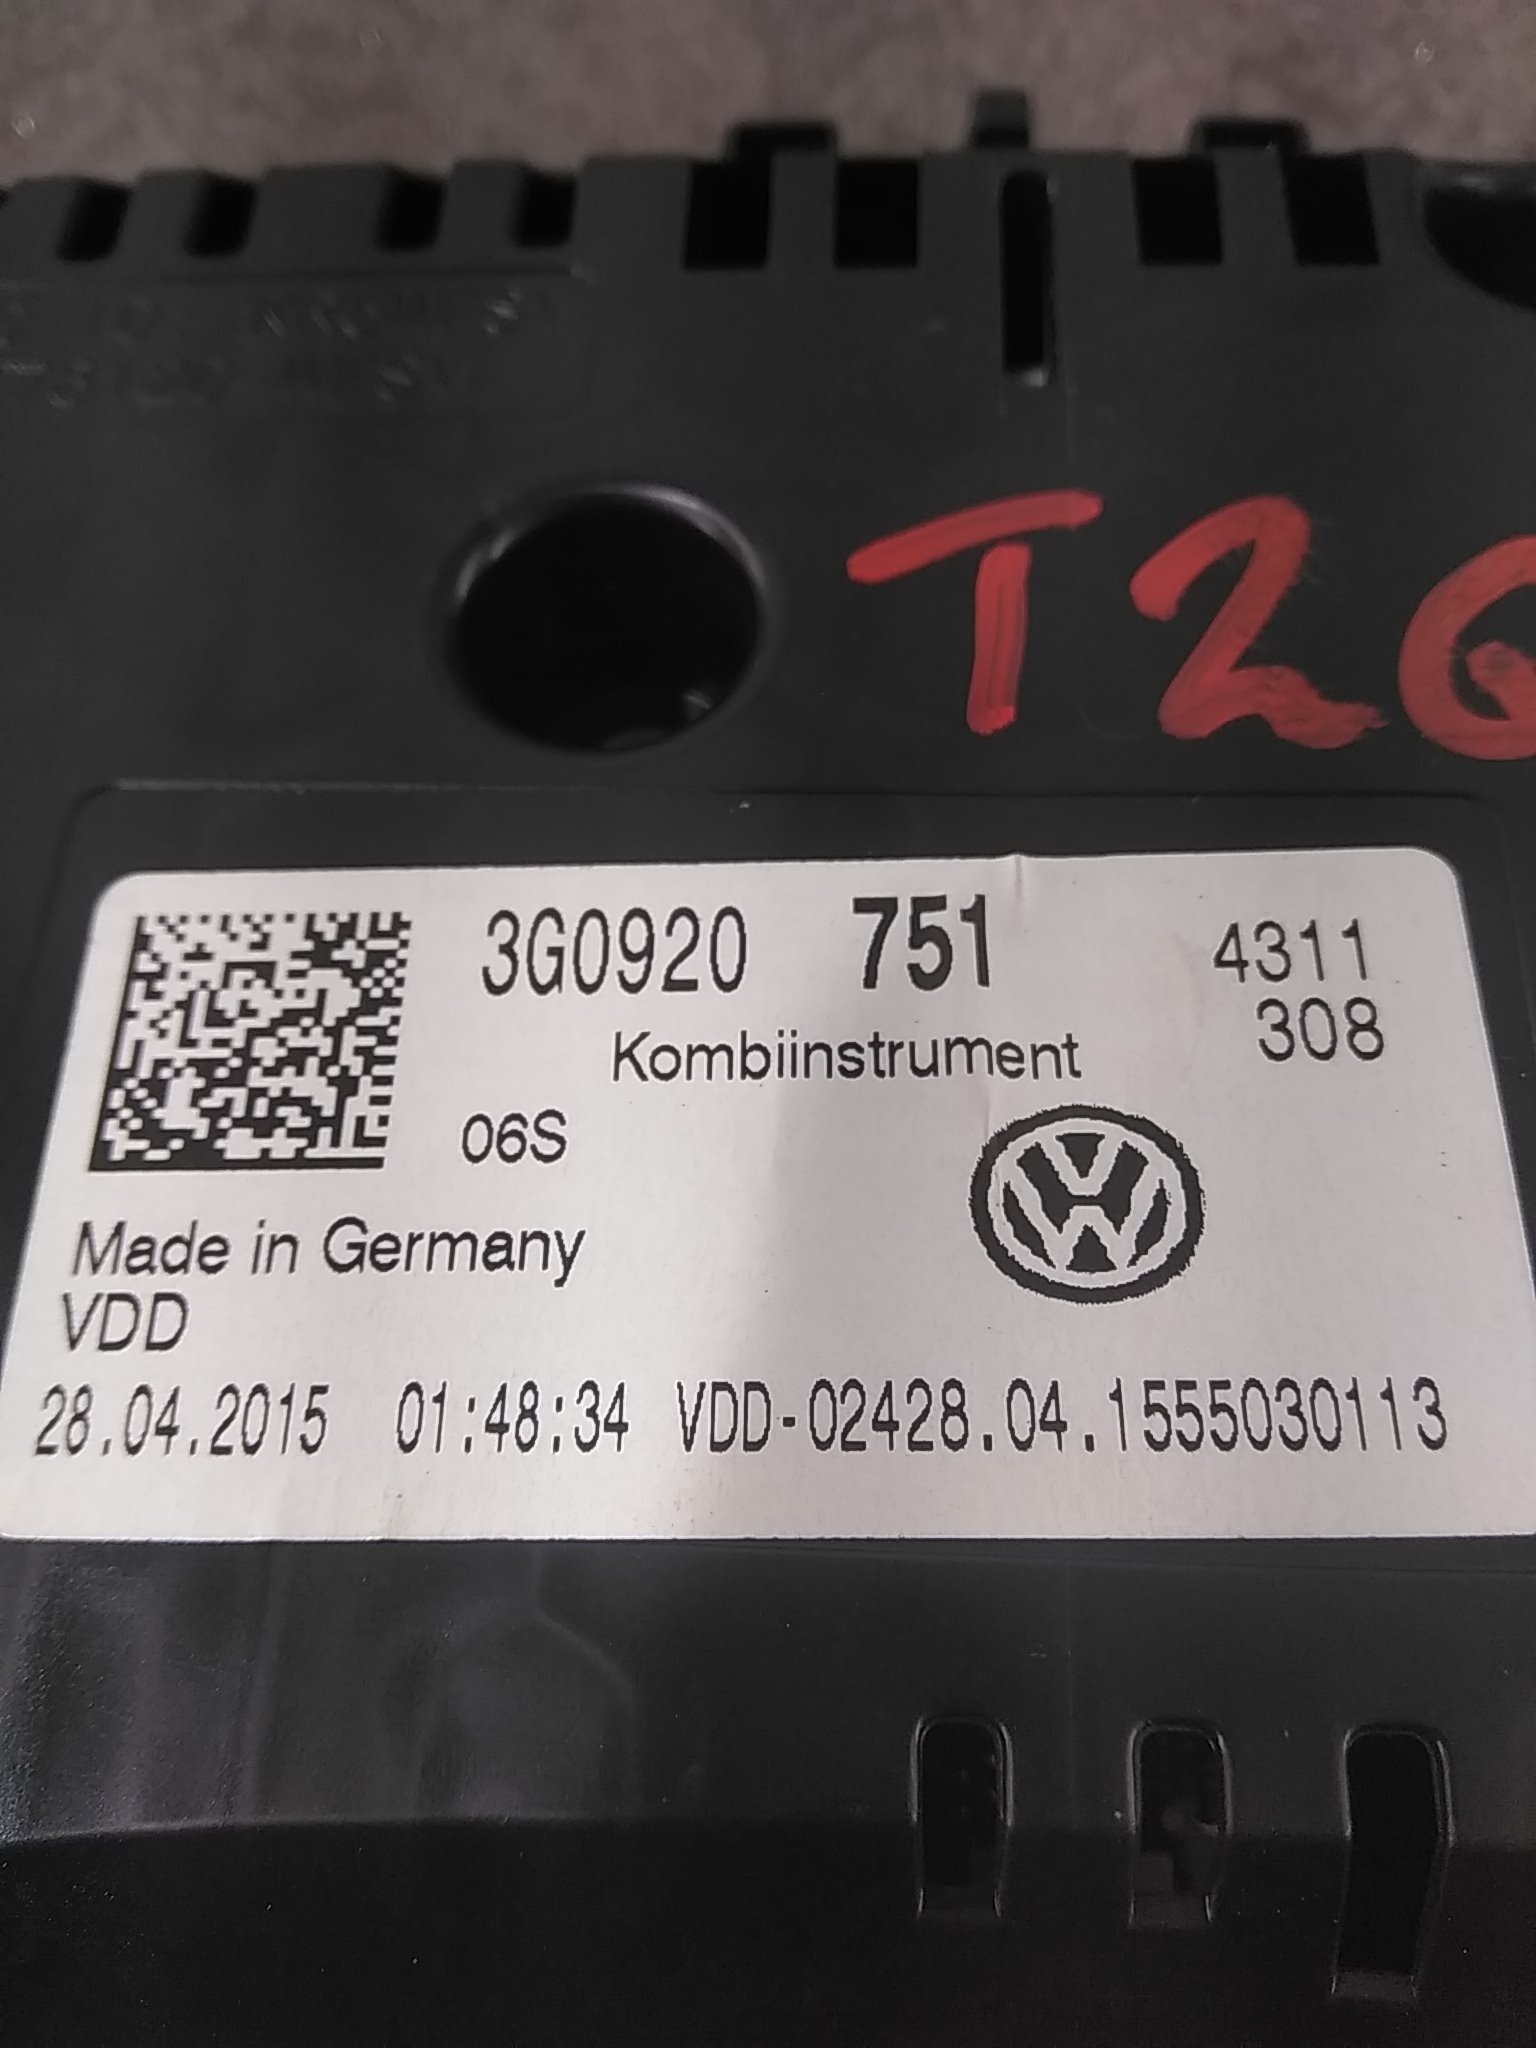 T26
3G0920 751 4311
308
Kombiinstrument
06S
Made in Germany
VDD
28.04.2015 01:48:34 VDD-02428.04.1555030113